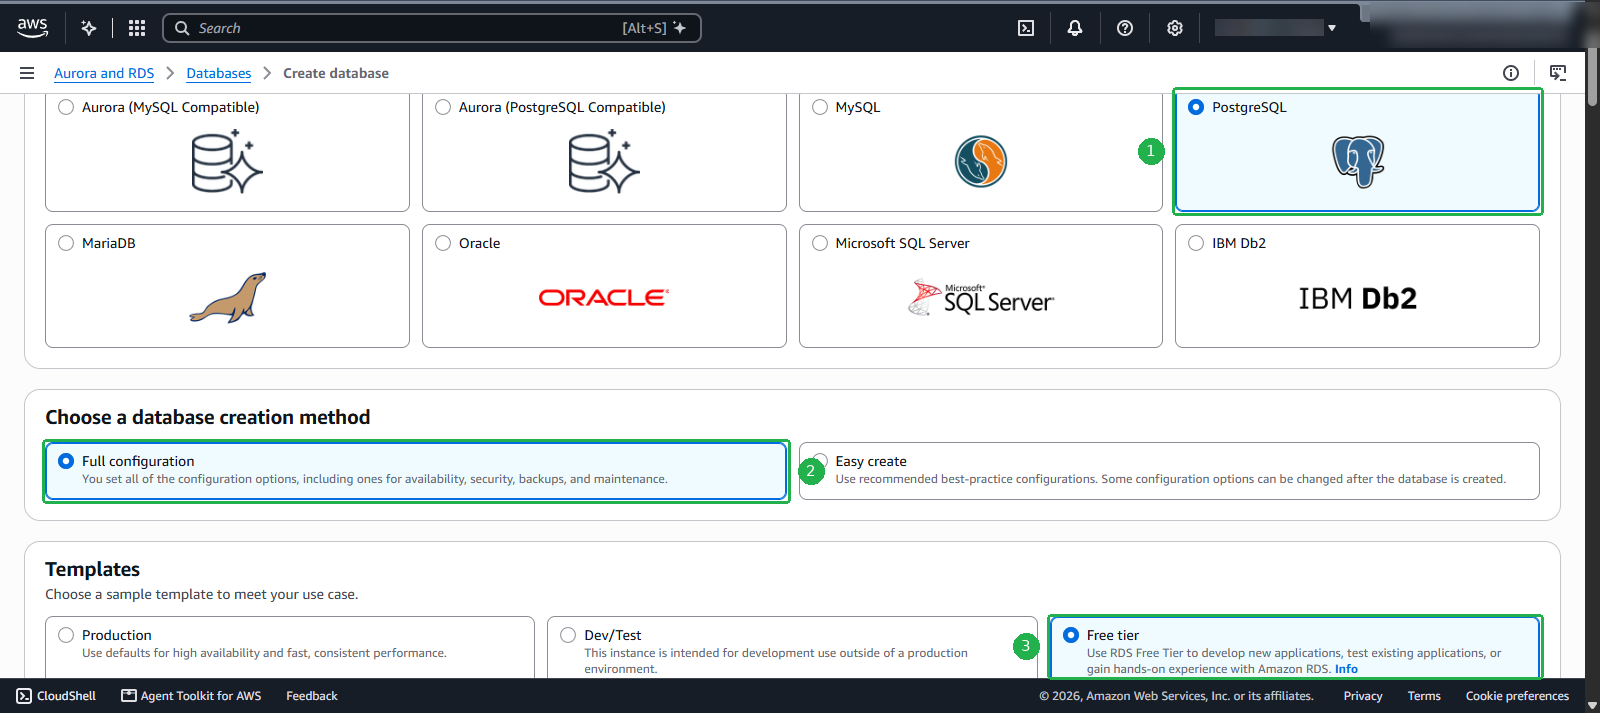 aws
Search
[Alt+S]
Aurora and RDS
Databases
Create database
Aurora (MySQL Compatible)
Aurora (PostgreSQL Compatible)
MySQL
PostgreSQL
1
MariaDB
Oracle
Microsoft SQL Server
IBM Db2
ORACLE
Microsoft
SQL Server
IBM Db2
Choose a database creation method
Full configuration
You set all of the configuration options, including ones for availability, security, backups, and maintenance.
2
Easy create
Use recommended best-practice configurations. Some configuration options can be changed after the database is created.
Templates
Choose a sample template to meet your use case.
Production
Use defaults for high availability and fast, consistent performance.
Dev/Test
This instance is intended for development use outside of a production
environment.
3
Free tier
Use RDS Free Tier to develop new applications, test existing applications, or
gain hands-on experience with Amazon RDS. Info
CloudShell
Agent Toolkit for AWS
Feedback
© 2026, Amazon Web Services, Inc. or its affiliates.
Privacy
Terms
Cookie preferences